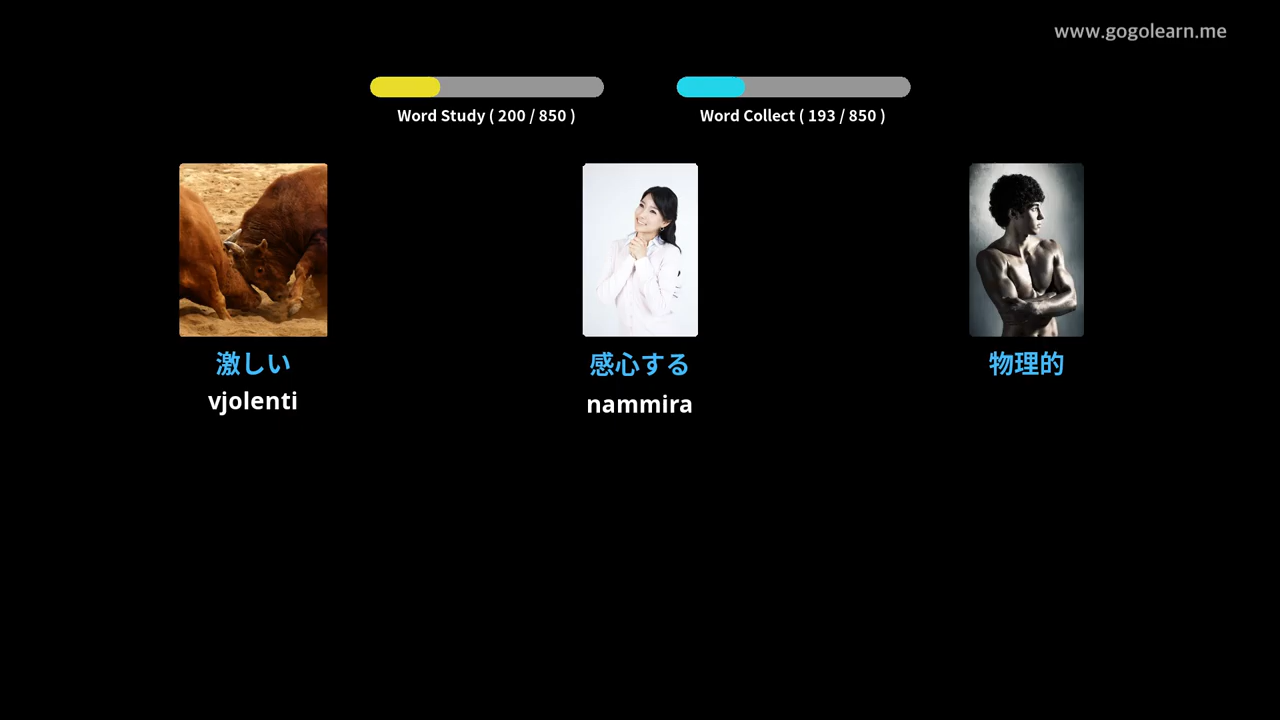 www.gogolearn.me
Word Study ( 200 / 850 )
Word Collect ( 193 / 850 )
激しい
vjolenti
感心する
nammira
物理的